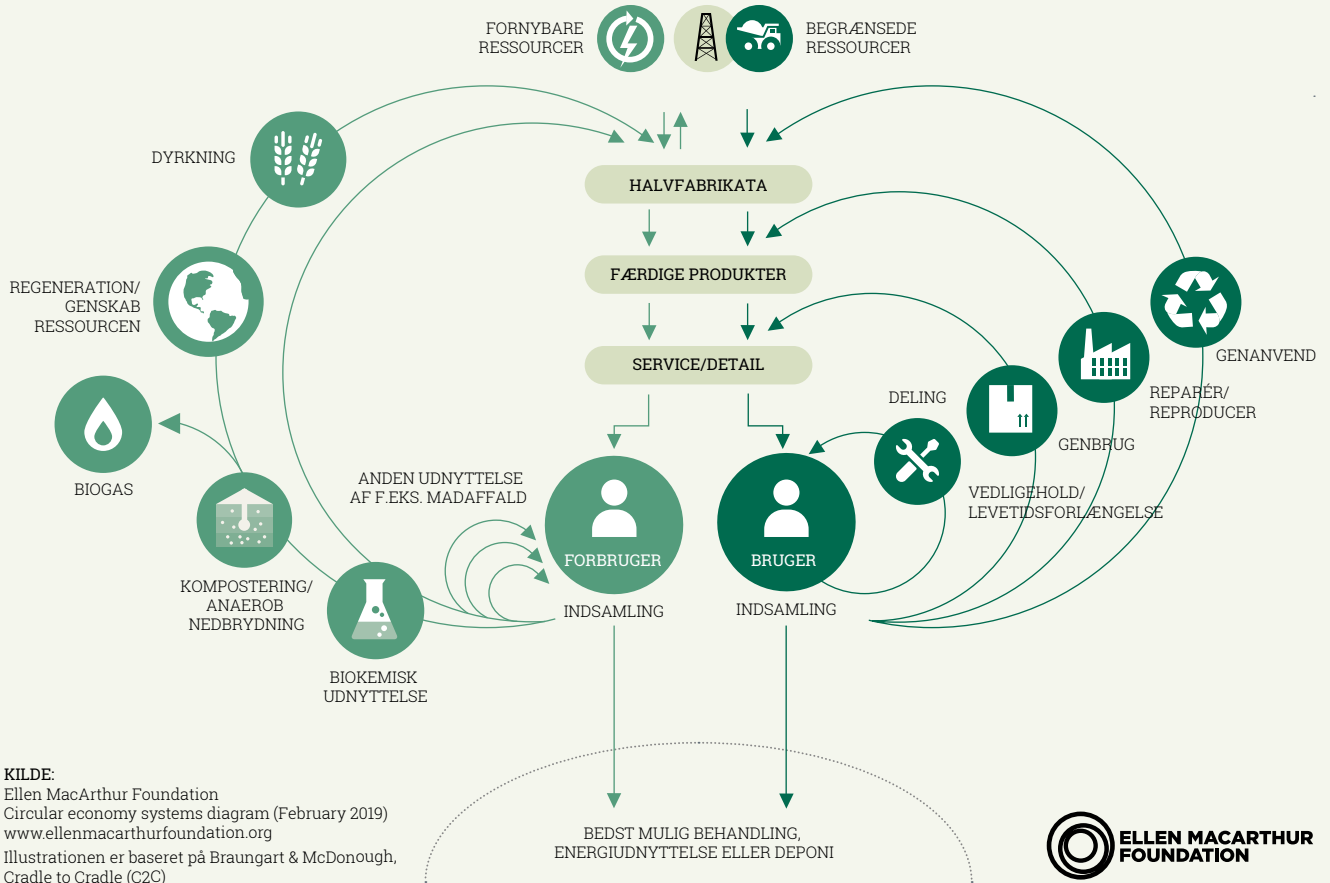 FORNYBARE
RESSOURCER
BEGRÆNSEDE
RESSOURCER
DYRKNING
HALVFABRIKATA
REGENERATION/
GENSKAB
RESSOURCEN
FÆRDIGE PRODUKTER
GENANVEND
SERVICE/DETAIL
REPARÉR/
REPRODUCER
DELING
GENBRUG
BIOGAS
ANDEN UDNYTTELSE
AF F.EKS. MADAFFALD
VEDLIGEHOLD/
LEVETIDSFORLÆNGELSE
FORBRUGER
BRUGER
KOMPOSTERING/
ANAEROB
NEDBRYDNING
INDSAMLING
INDSAMLING
BIOKEMISK
UDNYTTELSE
KILDE:
Ellen MacArthur Foundation
Circular economy systems diagram (February 2019)
www.ellenmacarthurfoundation.org
Illustrationen er baseret på Braungart & McDonough,
Cradle to Cradle (C2C)
BEDST MULIG BEHANDLING,
ENERGIUDNYTTELSE ELLER DEPONI
ELLEN MACARTHUR
FOUNDATION